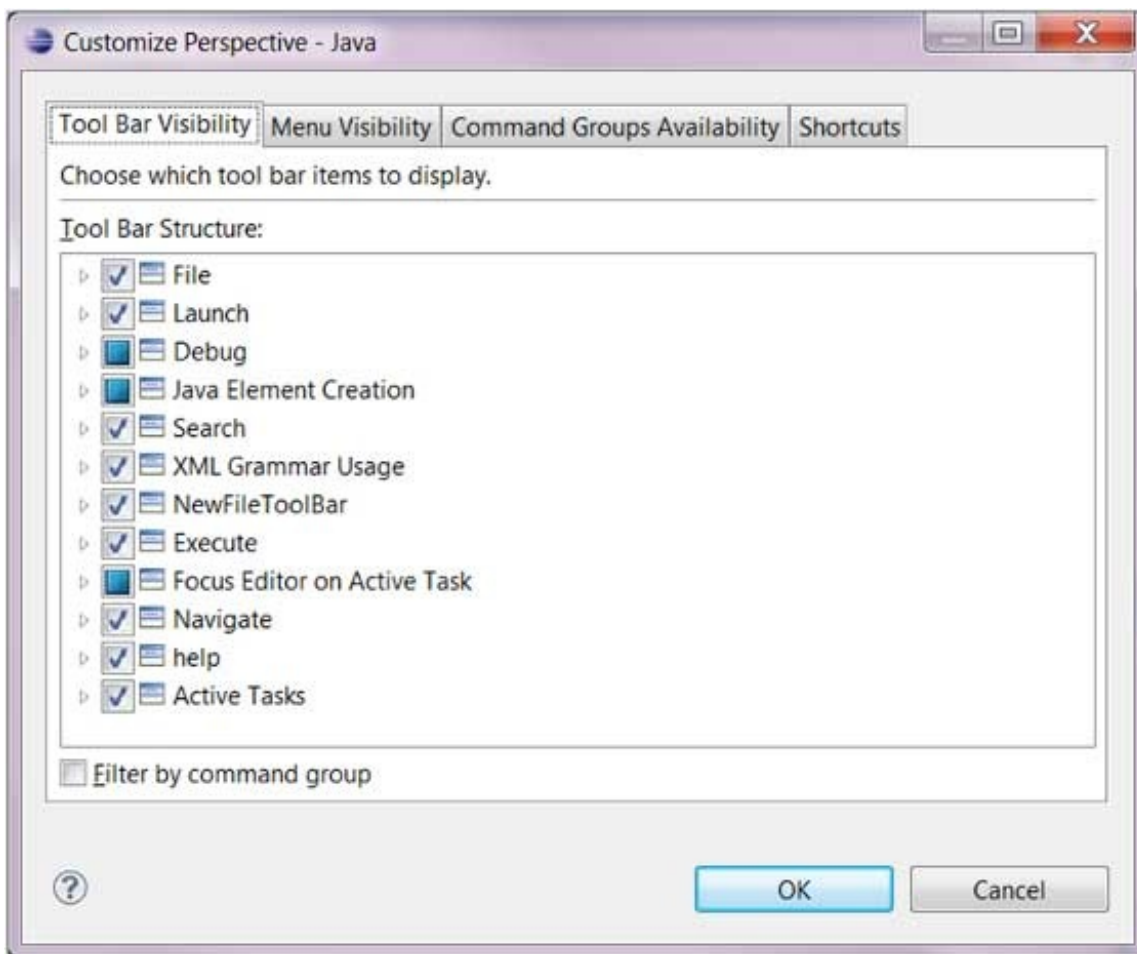 Customize Perspective - Java
Tool Bar Visibility Menu Visibility Command Groups Availability Shortcuts
Choose which tool bar items to display.
Tool Bar Structure:
File
Launch
Debug
Java Element Creation
Search
XML Grammar Usage
NewFileToolBar
Execute
Focus Editor on Active Task
Navigate
help
Active Tasks
Filter by command group
OK Cancel